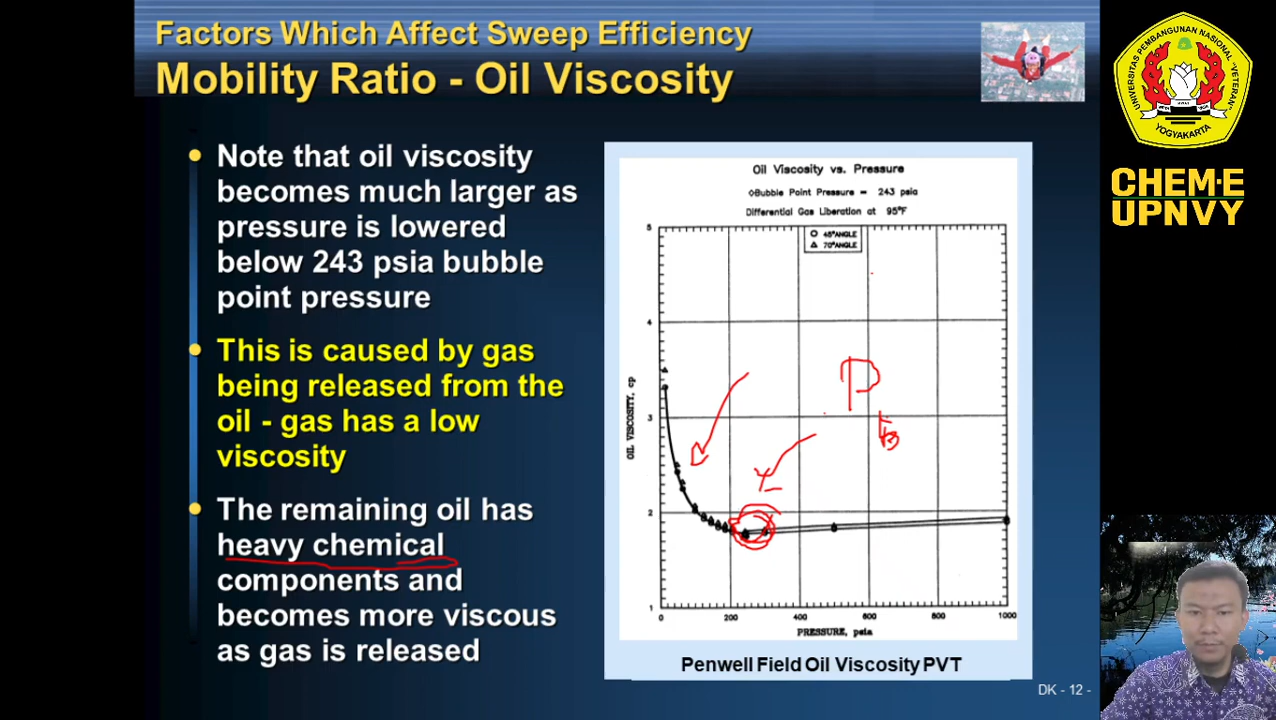 Factors Which Affect Sweep Efficiency
Mobility Ratio - Oil Viscosity
• Note that oil viscosity
becomes much larger as
pressure is lowered
below 243 psia bubble
point pressure
• This is caused by gas
being released from the
oil - gas has a low
viscosity
• The remaining oil has
heavy chemical
components and
becomes more viscous
as gas is released
Oil Viscosity vs. Pressure
◊Bubble Point Pressure = 243 psia
Differential Gas Liberation at 95°F
45°ANGLE
70°ANGLE
5
4
3
2
1
OIL VISCOSITY, cp
0
200
400
600
800
1000
PRESSURE, psia
P
Penwell Field Oil Viscosity PVT
DK - 12 -
UNIVERSITAS PEMBANGUNAN NASIONAL "VETERAN"
YOGYAKARTA
CHEM-E
UPNVY